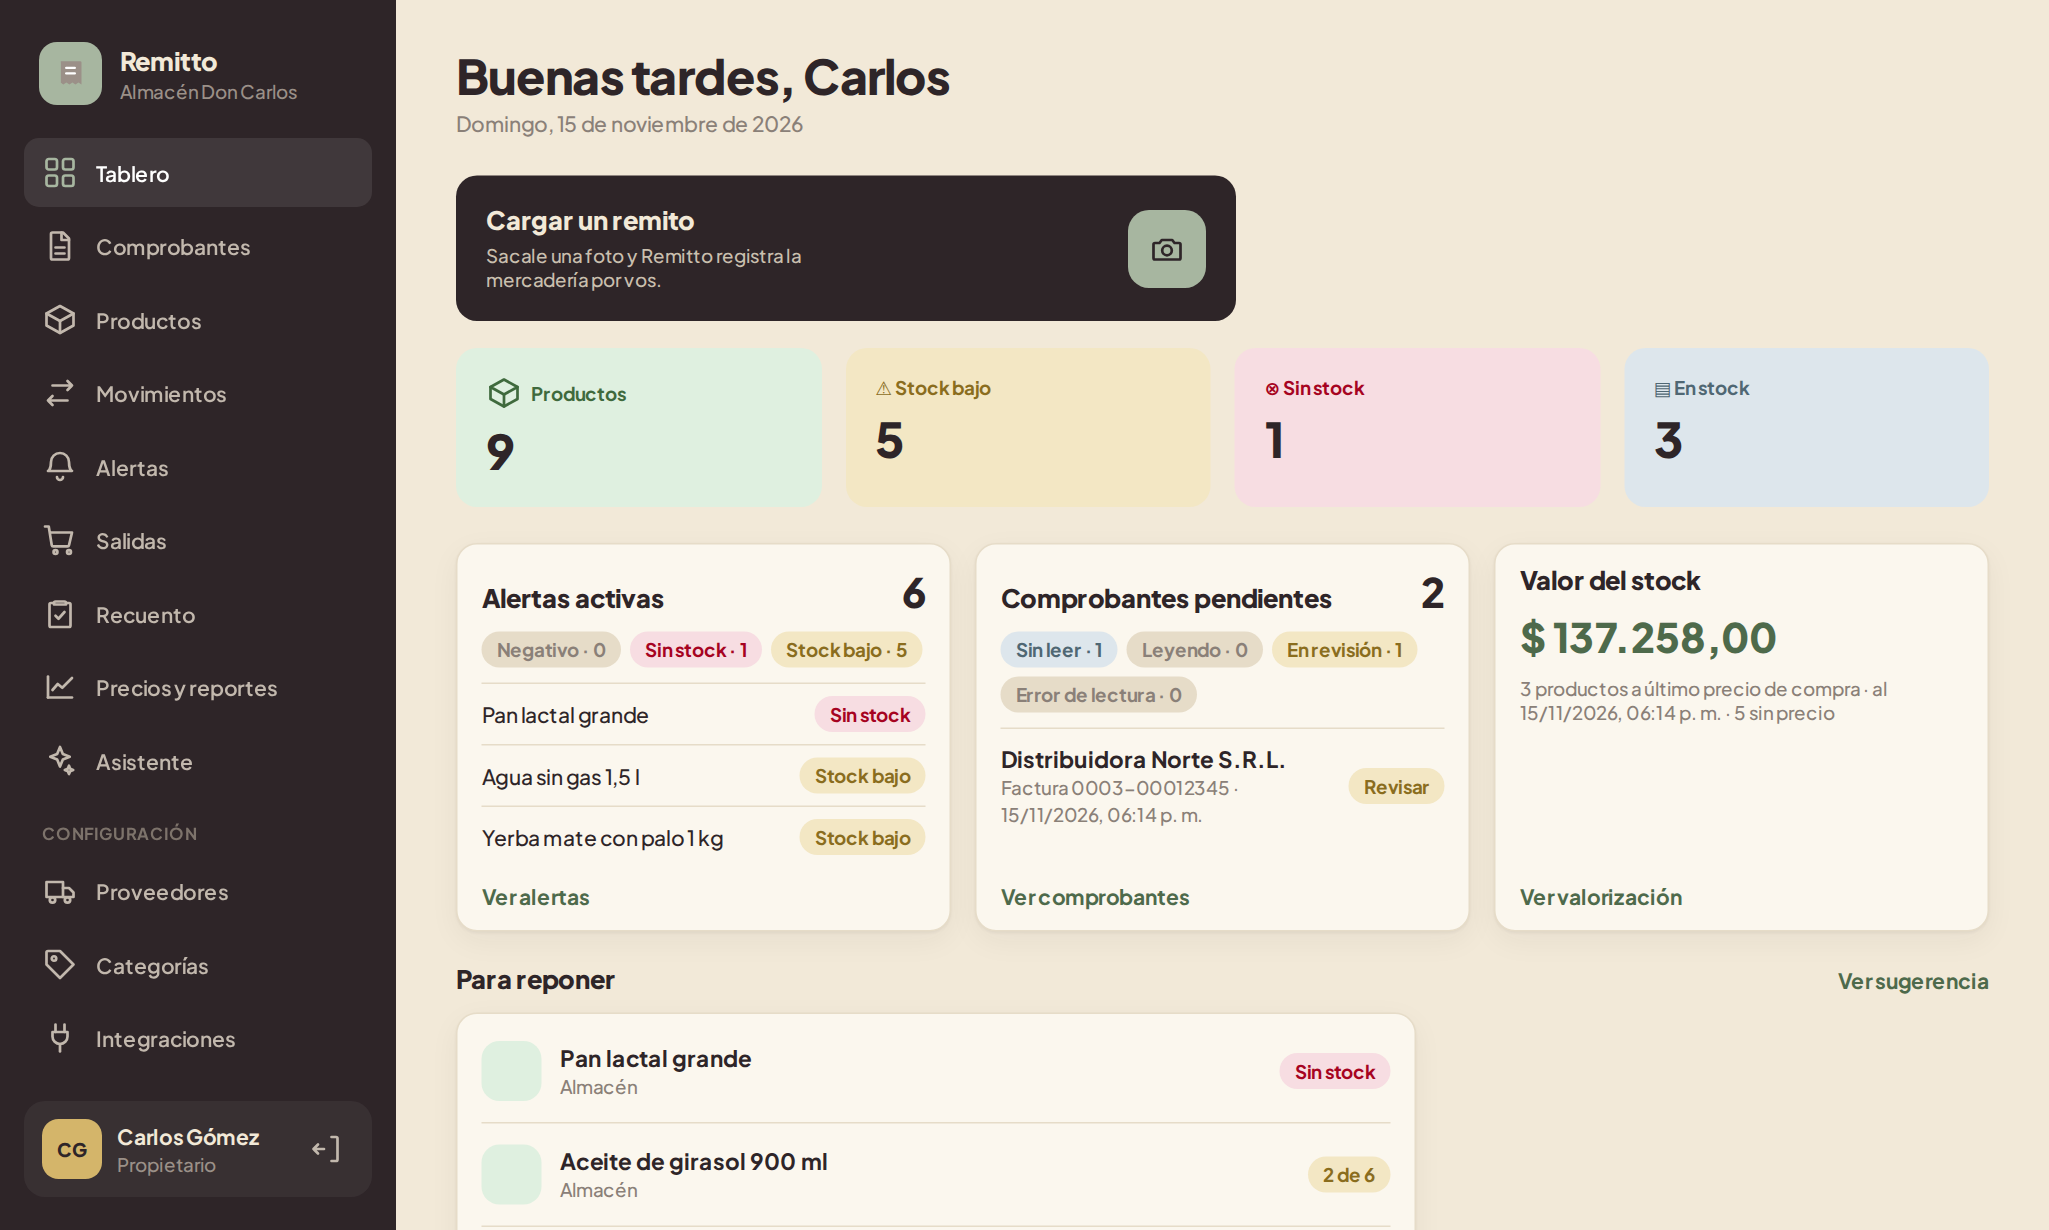 Remitto
Almacén Don Carlos
Tablero
Comprobantes
Productos
Movimientos
Alertas
Salidas
Recuento
Precios y reportes
Asistente
CONFIGURACIÓN
Proveedores
Categorías
Integraciones
CG
Carlos Gómez
Propietario
Buenas tardes, Carlos
Domingo, 15 de noviembre de 2026
Cargar un remito
Sacale una foto y Remitto registra la
mercadería por vos.
Productos
9
⚠ Stock bajo
5
⊗ Sin stock
1
▤ En stock
3
Alertas activas 6
Negativo · 0 Sin stock · 1 Stock bajo · 5
Pan lactal grande Sin stock
Agua sin gas 1,5 l Stock bajo
Yerba mate con palo 1 kg Stock bajo
Ver alertas
Comprobantes pendientes 2
Sin leer · 1 Leyendo · 0 En revisión · 1
Error de lectura · 0
Distribuidora Norte S.R.L.
Factura 0003-00012345 ·
15/11/2026, 06:14 p. m.
Revisar
Ver comprobantes
Valor del stock
$ 137.258,00
3 productos a último precio de compra · al
15/11/2026, 06:14 p. m. · 5 sin precio
Ver valorización
Para reponer Ver sugerencia
Pan lactal grande
Almacén
Sin stock
Aceite de girasol 900 ml
Almacén
2 de 6